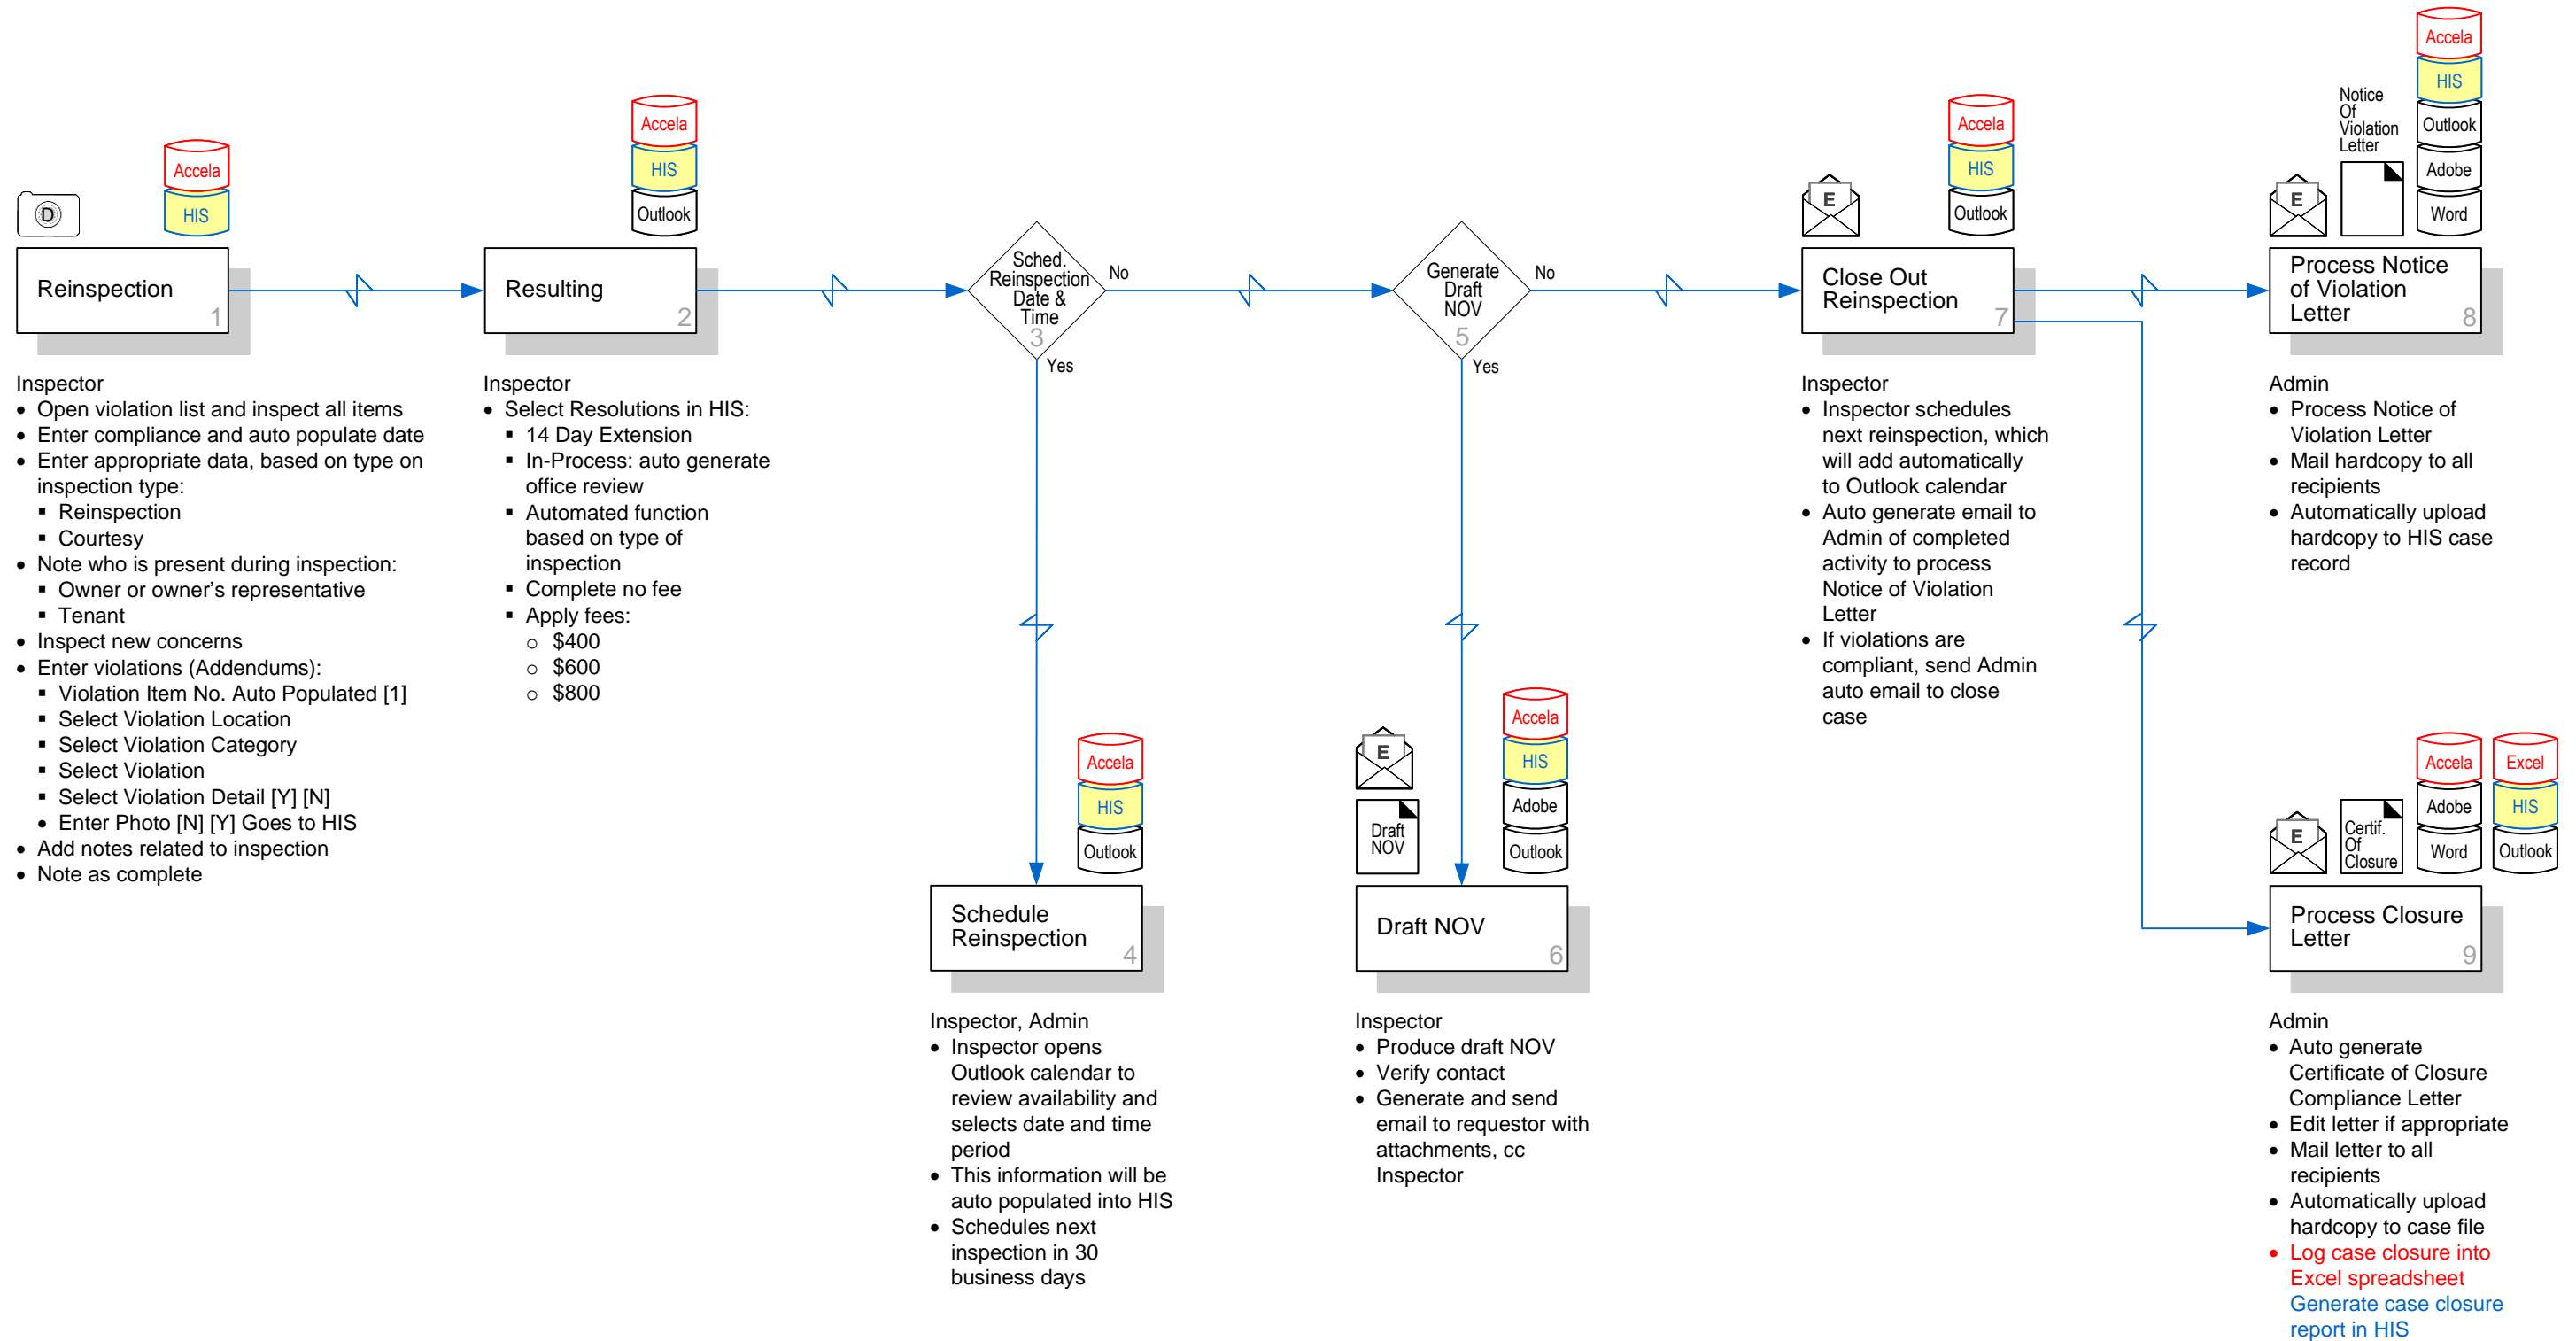 Accela
HIS
D
Reinspection
1
Inspector
• Open violation list and inspect all items
• Enter compliance and auto populate date
• Enter appropriate data, based on type on
inspection type:
▪ Reinspection
▪ Courtesy
• Note who is present during inspection:
▪ Owner or owner's representative
▪ Tenant
• Inspect new concerns
• Enter violations (Addendums):
▪ Violation Item No. Auto Populated [1]
▪ Select Violation Location
▪ Select Violation Category
▪ Select Violation
▪ Select Violation Detail [Y] [N]
• Enter Photo [N] [Y] Goes to HIS
• Add notes related to inspection
• Note as complete
Accela
HIS
Outlook
Resulting
2
Inspector
• Select Resolutions in HIS:
▪ 14 Day Extension
▪ In-Process: auto generate
office review
▪ Automated function
based on type of
inspection
▪ Complete no fee
▪ Apply fees:
○ $400
○ $600
○ $800
Sched.
Reinspection
Date &
Time
3
No
Yes
Accela
HIS
Outlook
Schedule
Reinspection
4
Inspector, Admin
• Inspector opens
Outlook calendar to
review availability and
selects date and time
period
• This information will be
auto populated into HIS
• Schedules next
inspection in 30
business days
Generate
Draft
NOV
5
No
Yes
E
Draft
NOV
Accela
HIS
Adobe
Outlook
Draft NOV
6
Inspector
• Produce draft NOV
• Verify contact
• Generate and send
email to requestor with
attachments, cc
Inspector
E
Accela
HIS
Outlook
Close Out
Reinspection
7
Inspector
• Inspector schedules
next reinspection, which
will add automatically
to Outlook calendar
• Auto generate email to
Admin of completed
activity to process
Notice of Violation
Letter
• If violations are
compliant, send Admin
auto email to close
case
E
Notice
Of
Violation
Letter
Accela
HIS
Outlook
Adobe
Word
Process Notice
of Violation
Letter
8
Admin
• Process Notice of
Violation Letter
• Mail hardcopy to all
recipients
• Automatically upload
hardcopy to HIS case
record
E
Certif.
Of
Closure
Accela
Adobe
Word
Excel
HIS
Outlook
Process Closure
Letter
9
Admin
• Auto generate
Certificate of Closure
Compliance Letter
• Edit letter if appropriate
• Mail letter to all
recipients
• Automatically upload
hardcopy to case file
• Log case closure into
Excel spreadsheet
Generate case closure
report in HIS